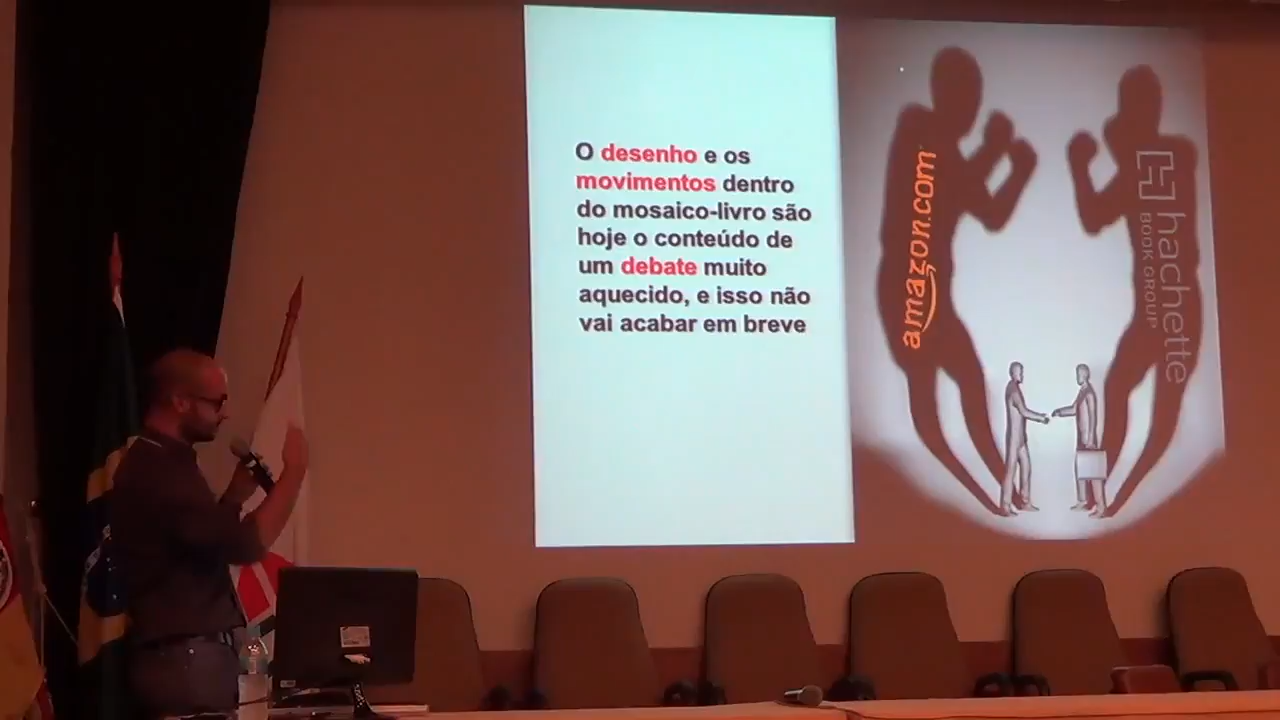 O desenho e os
movimentos dentro
do mosaico-livro são
hoje o conteúdo de
um debate muito
aquecido, e isso não
vai acabar em breve
amazon.com
hachette
BOOK GROUP